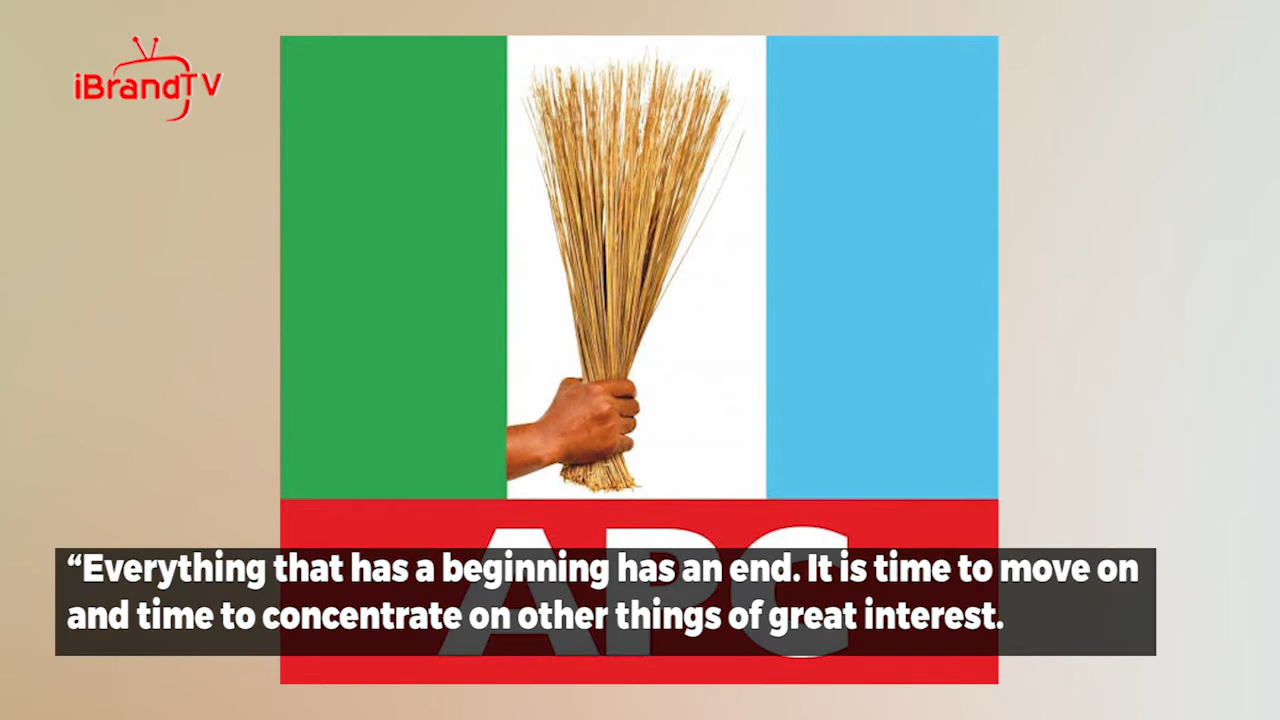 iBrandTV
APC
“Everything that has a beginning has an end. It is time to move on
and time to concentrate on other things of great interest.